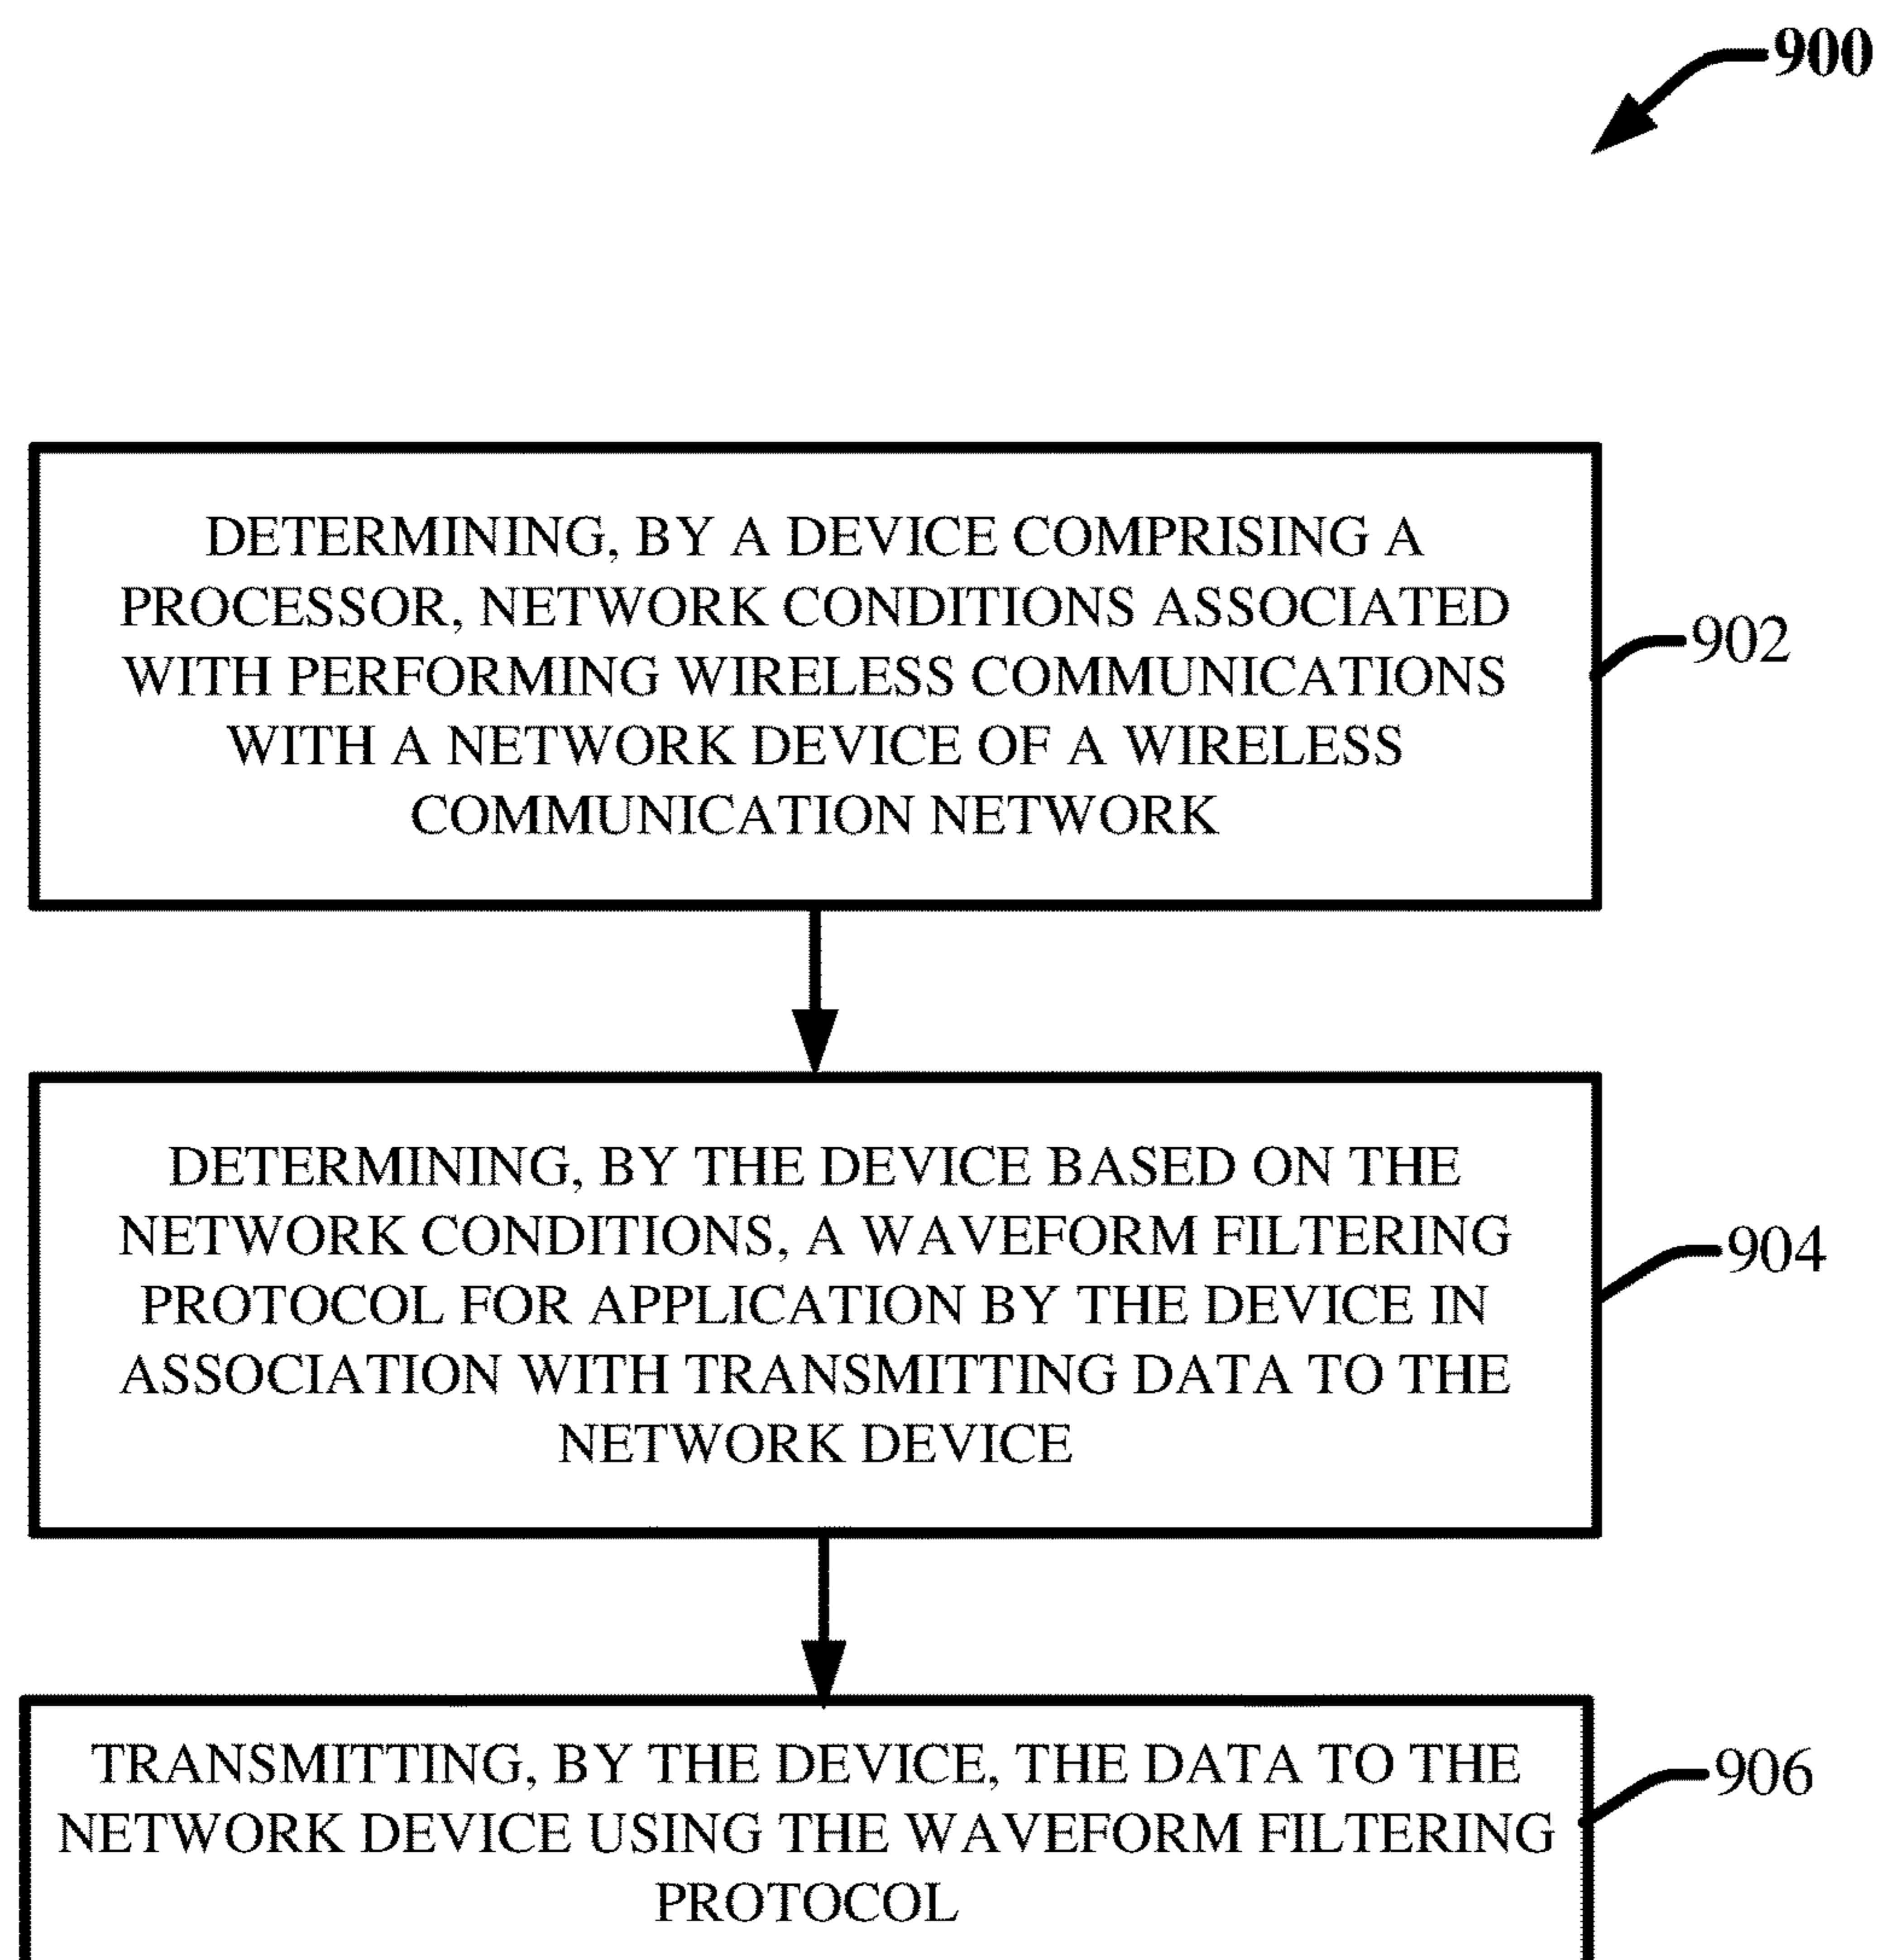 900
DETERMINING, BY A DEVICE COMPRISING A
PROCESSOR, NETWORK CONDITIONS ASSOCIATED
WITH PERFORMING WIRELESS COMMUNICATIONS
WITH A NETWORK DEVICE OF A WIRELESS
COMMUNICATION NETWORK
902
DETERMINING, BY THE DEVICE BASED ON THE
NETWORK CONDITIONS, A WAVEFORM FILTERING
PROTOCOL FOR APPLICATION BY THE DEVICE IN
ASSOCIATION WITH TRANSMITTING DATA TO THE
NETWORK DEVICE
904
TRANSMITTING, BY THE DEVICE, THE DATA TO THE
NETWORK DEVICE USING THE WAVEFORM FILTERING
PROTOCOL
906